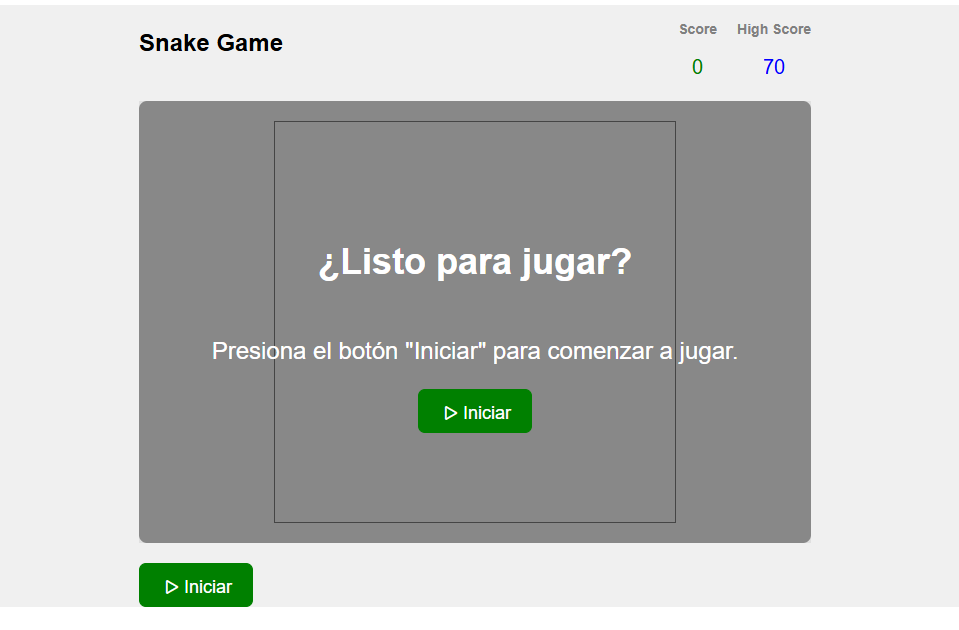 Snake Game
Score
High Score
0
70
¿Listo para jugar?
Presiona el botón "Iniciar" para comenzar a jugar.
Iniciar
Iniciar